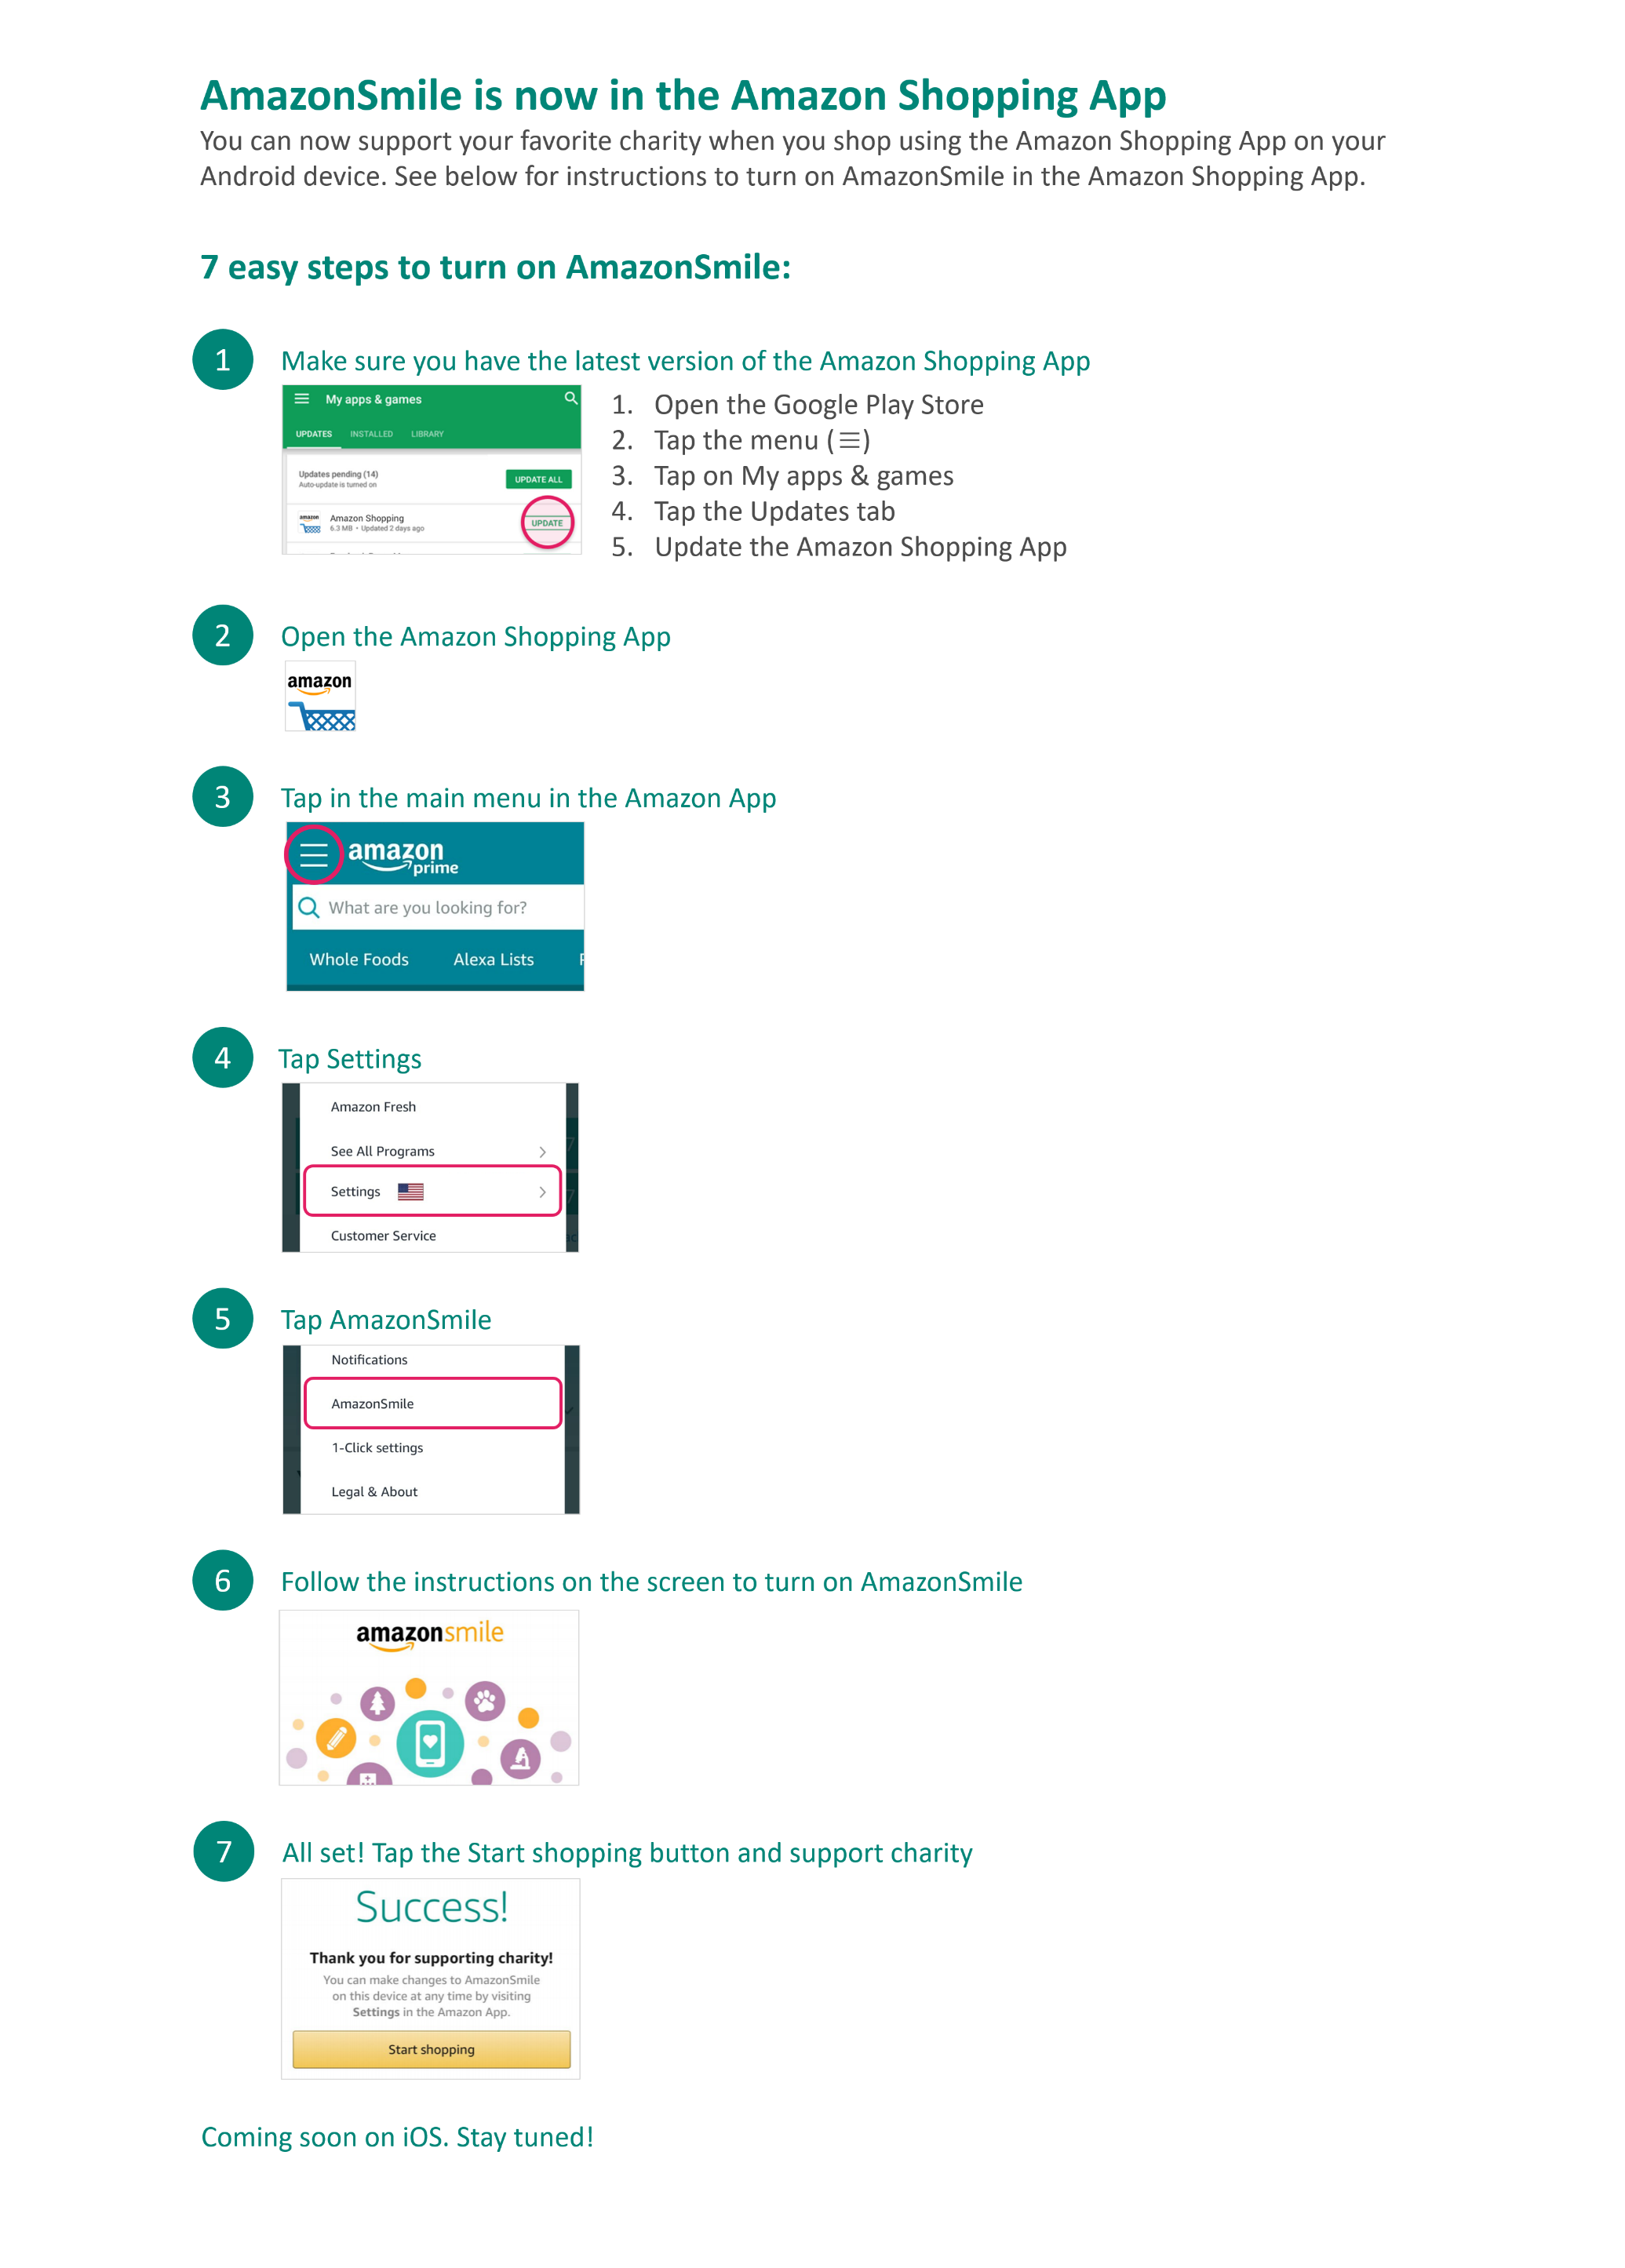 AmazonSmile is now in the Amazon Shopping App
You can now support your favorite charity when you shop using the Amazon Shopping App on your
Android device. See below for instructions to turn on AmazonSmile in the Amazon Shopping App.
7 easy steps to turn on AmazonSmile:
1 Make sure you have the latest version of the Amazon Shopping App
My apps & games
UPDATES INSTALLED LIBRARY
Updates pending (14)
Auto-update is turned on
UPDATE ALL
amazon
Amazon Shopping
6.3 MB • Updated 2 days ago
UPDATE
1. Open the Google Play Store
2. Tap the menu (☰)
3. Tap on My apps & games
4. Tap the Updates tab
5. Update the Amazon Shopping App
2 Open the Amazon Shopping App
amazon
3 Tap in the main menu in the Amazon App
amazon
prime
What are you looking for?
Whole Foods Alexa Lists
4 Tap Settings
Amazon Fresh
See All Programs
Settings
Customer Service
5 Tap AmazonSmile
Notifications
AmazonSmile
1-Click settings
Legal & About
6 Follow the instructions on the screen to turn on AmazonSmile
amazonsmile
7 All set! Tap the Start shopping button and support charity
Success!
Thank you for supporting charity!
You can make changes to AmazonSmile
on this device at any time by visiting
Settings in the Amazon App.
Start shopping
Coming soon on iOS. Stay tuned!